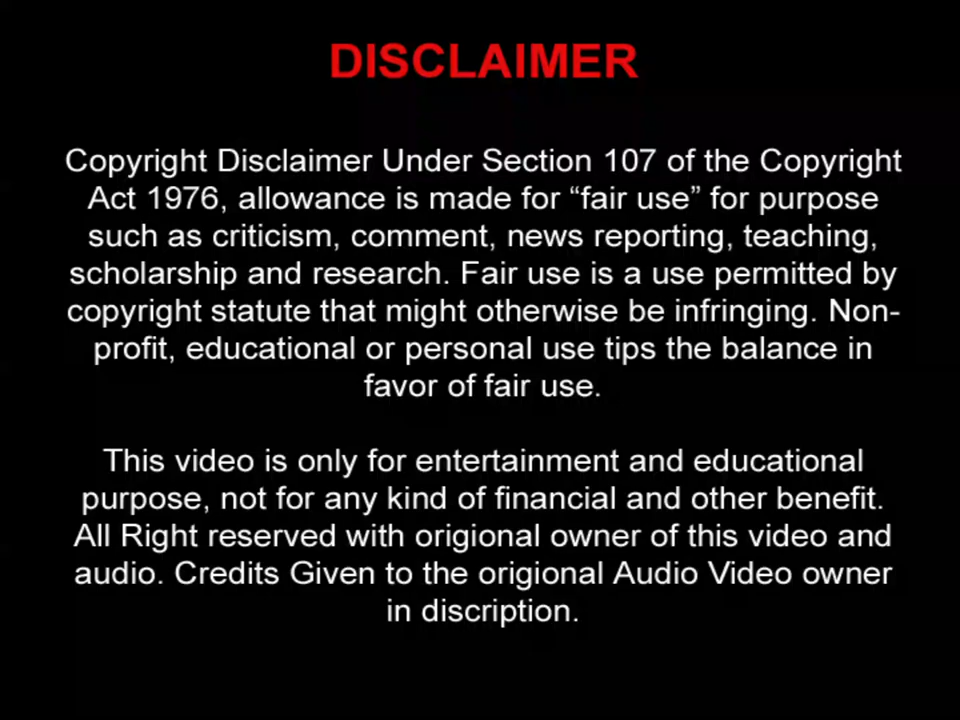 DISCLAIMER
Copyright Disclaimer Under Section 107 of the Copyright
Act 1976, allowance is made for “fair use” for purpose
such as criticism, comment, news reporting, teaching,
scholarship and research. Fair use is a use permitted by
copyright statute that might otherwise be infringing. Non-
profit, educational or personal use tips the balance in
favor of fair use.
This video is only for entertainment and educational
purpose, not for any kind of financial and other benefit.
All Right reserved with origional owner of this video and
audio. Credits Given to the origional Audio Video owner
in discription.